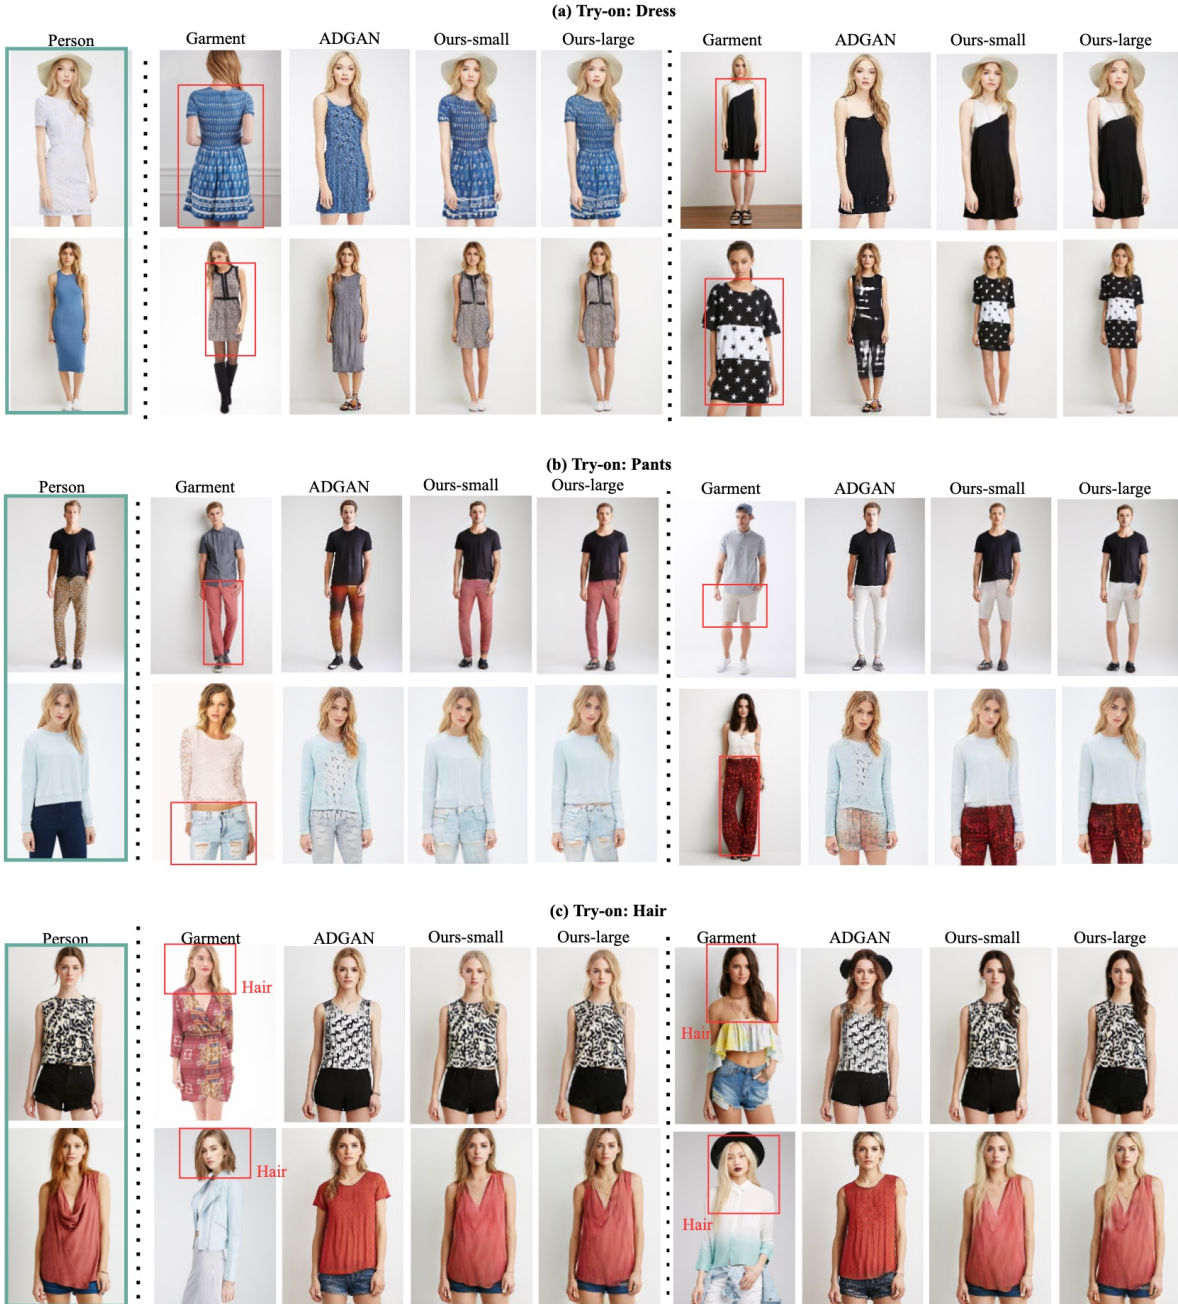 (a) Try-on: Dress
Person Garment ADGAN Ours-small Ours-large Garment ADGAN Ours-small Ours-large
(b) Try-on: Pants
Person Garment ADGAN Ours-small Ours-large Garment ADGAN Ours-small Ours-large
(c) Try-on: Hair
Person Garment ADGAN Ours-small Ours-large Garment ADGAN Ours-small Ours-large
Hair
Hair
Hair
Hair